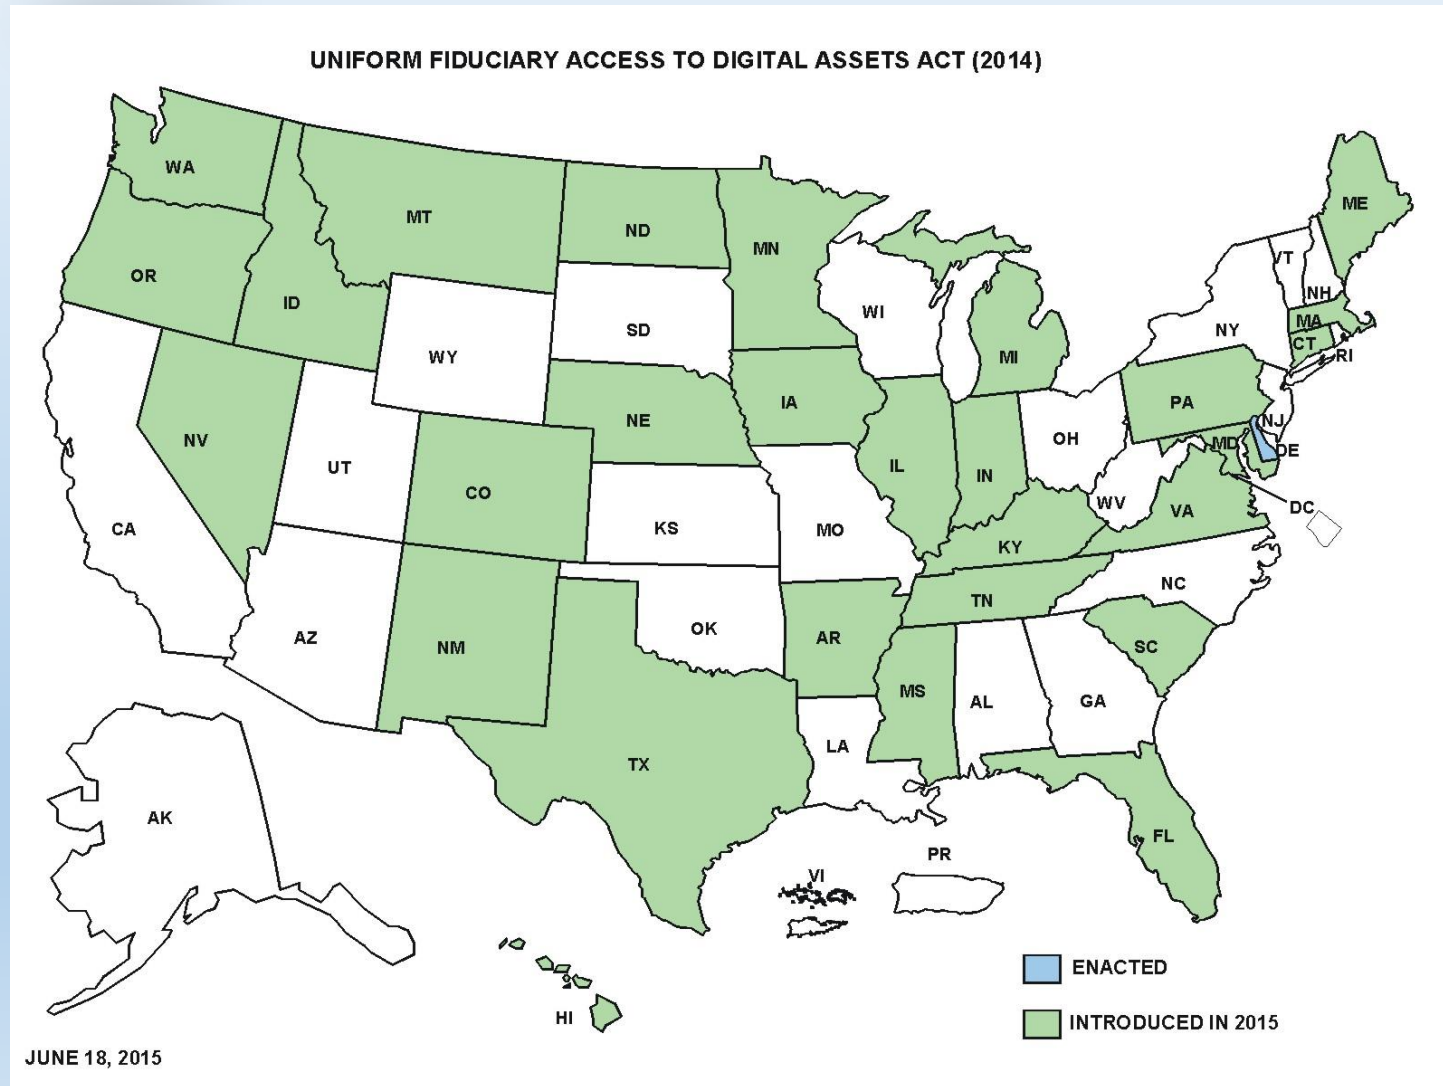 UNIFORM FIDUCIARY ACCESS TO DIGITAL ASSETS ACT (2014)
WA
MT
ND
MN
ME
OR
ID
SD
WI
MI
VT
NH
NY
MA
CT
RI
WY
NE
IA
PA
NV
UT
CO
IL
IN
OH
NJ
MD
DE
WV
DC
CA
KS
MO
KY
VA
AZ
NM
OK
AR
TN
NC
SC
MS
AL
GA
LA
TX
AK
FL
PR
VI
HI
ENACTED
INTRODUCED IN 2015
JUNE 18, 2015